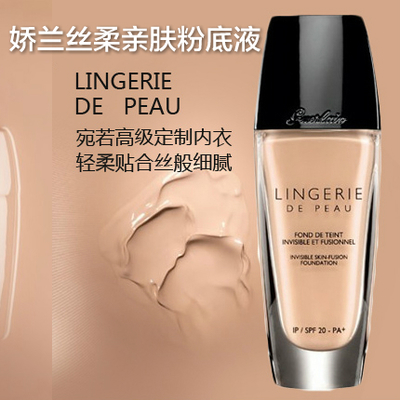 娇兰丝柔亲肤粉底液
LINGERIE
DE PEAU
宛若高级定制内衣
轻柔贴合丝般细腻
Guerlain
LINGERIE
DE PEAU
FOND DE TEINT
INVISIBLE ET FUSIONNEL
INVISIBLE SKIN-FUSION
FOUNDATION
IP / SPF 20 - PA+